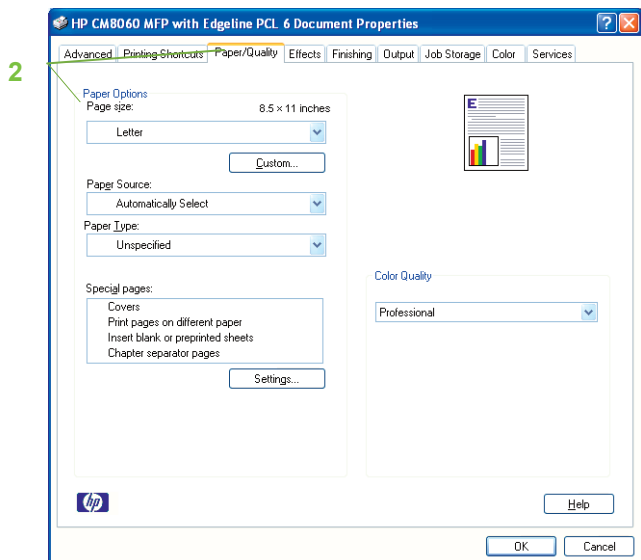 HP CM8060 MFP with Edgeline PCL 6 Document Properties
Advanced Printing Shortcuts Paper/Quality Effects Finishing Output Job Storage Color Services
2
Paper Options
Page size: 8.5 × 11 inches
Letter
Custom...
Paper Source:
Automatically Select
Paper Type:
Unspecified
Special pages:
Covers
Print pages on different paper
Insert blank or preprinted sheets
Chapter separator pages
Settings...
E
Color Quality
Professional
hp
Help
OK Cancel